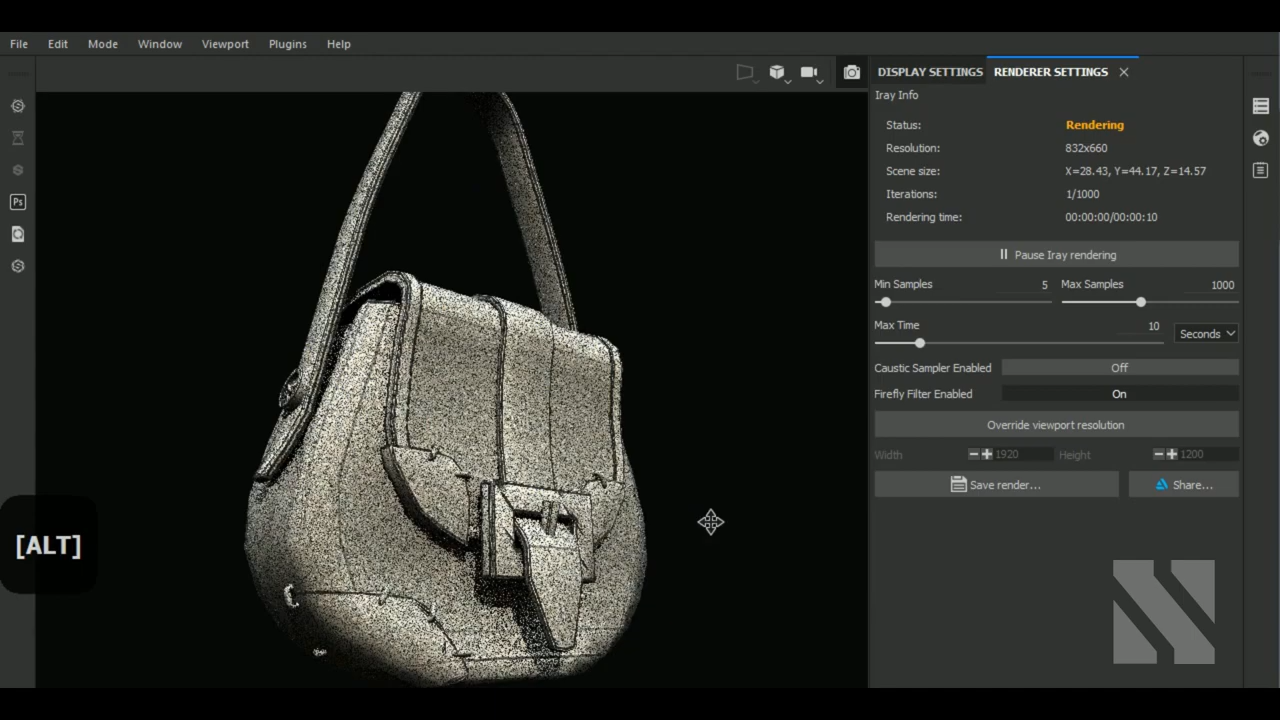 File Edit Mode Window Viewport Plugins Help
DISPLAY SETTINGS RENDERER SETTINGS
Iray Info
Status: Rendering
Resolution: 832x660
Scene size: X=28.43, Y=44.17, Z=14.57
Iterations: 1/1000
Rendering time: 00:00:00/00:00:10
Pause Iray rendering
Min Samples 5 Max Samples 1000
Max Time 10 Seconds
Caustic Sampler Enabled Off
Firefly Filter Enabled On
Override viewport resolution
Width 1920 Height 1200
Save render... Share...
Ps
[ALT]